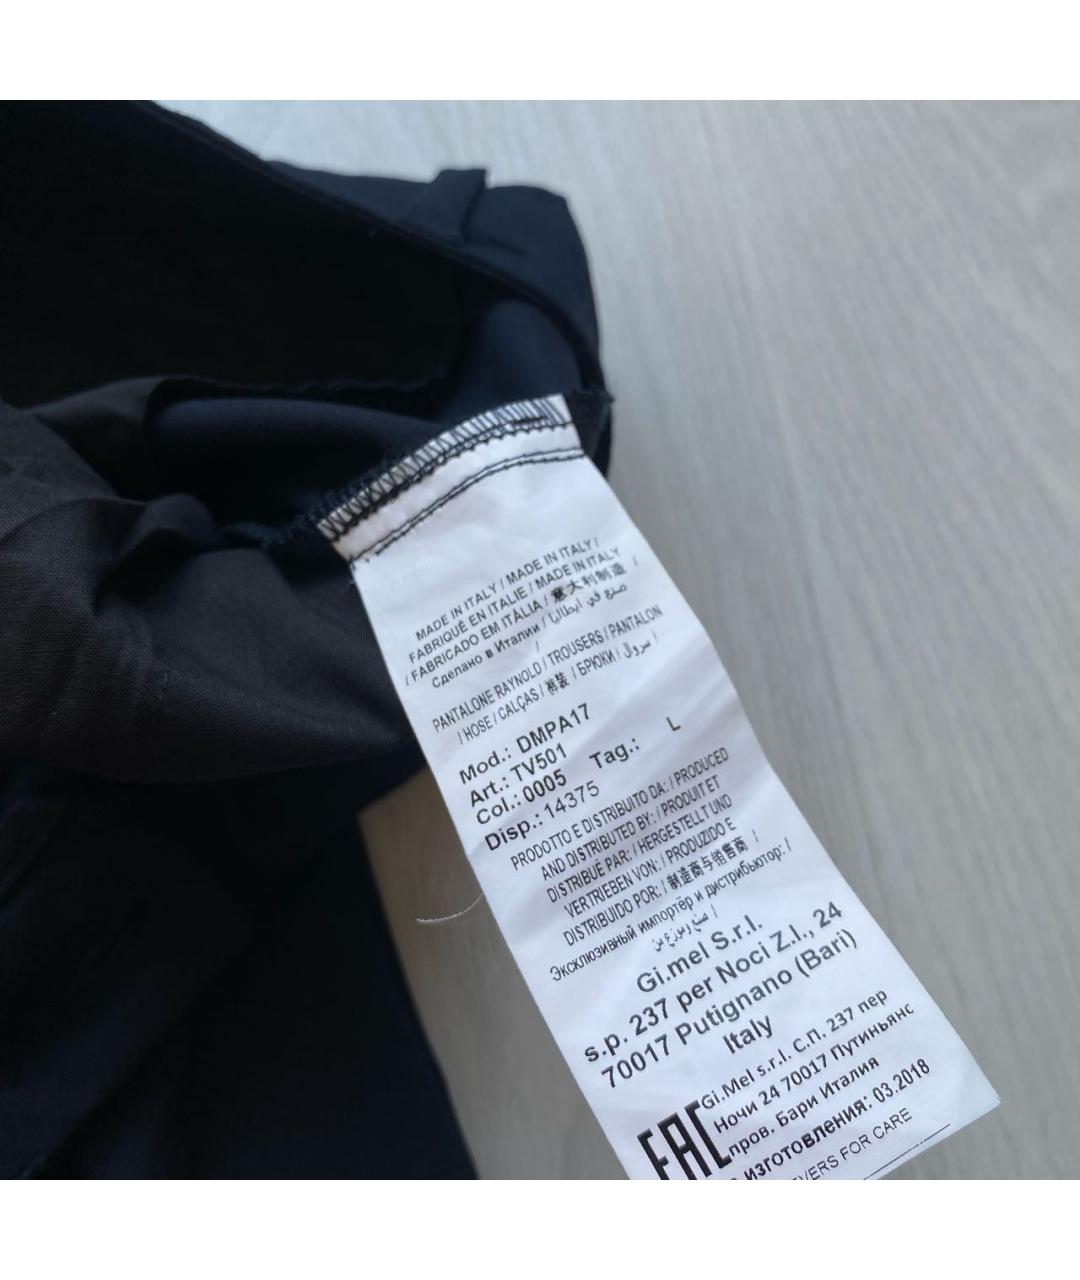 MADE IN ITALY / MADE IN ITALY /
FABRIQUÉ EN ITALIE / MADE IN ITALY
/ FABRICADO EM ITÁLIA / 意大利制造 /
Сделано в Италии / صنع في ايطاليا
/
PANTALONE RAYNOLD / TROUSERS / PANTALON
/ HOSE / CALÇAS / 裤装 / БРЮКИ / سروال /
Mod.: DMPA17
Art.: TV501
Col.: 0005 Tag.: L
Disp.: 14375
PRODOTTO E DISTRIBUITO DA: / PRODUCED
AND DISTRIBUTED BY: / PRODUIT ET
DISTRIBUÉ PAR: / HERGESTELLT UND
VERTRIEBEN VON: / PRODUZIDO E
DISTRIBUIDO POR: / 制造商与销售商 /
Эксклюзивный импортёр и дистрибьютор: /
Gi.mel S.r.l.
s.p. 237 per Noci Z.I., 24
70017 Putignano (Bari)
Italy
EAC
Gi.Mel s.r.l. С.П. 237 пер
Ночи 24 70017 Путиньянс
пров. Бари Италия
изготовления: 03.2018
VERS FOR CARE